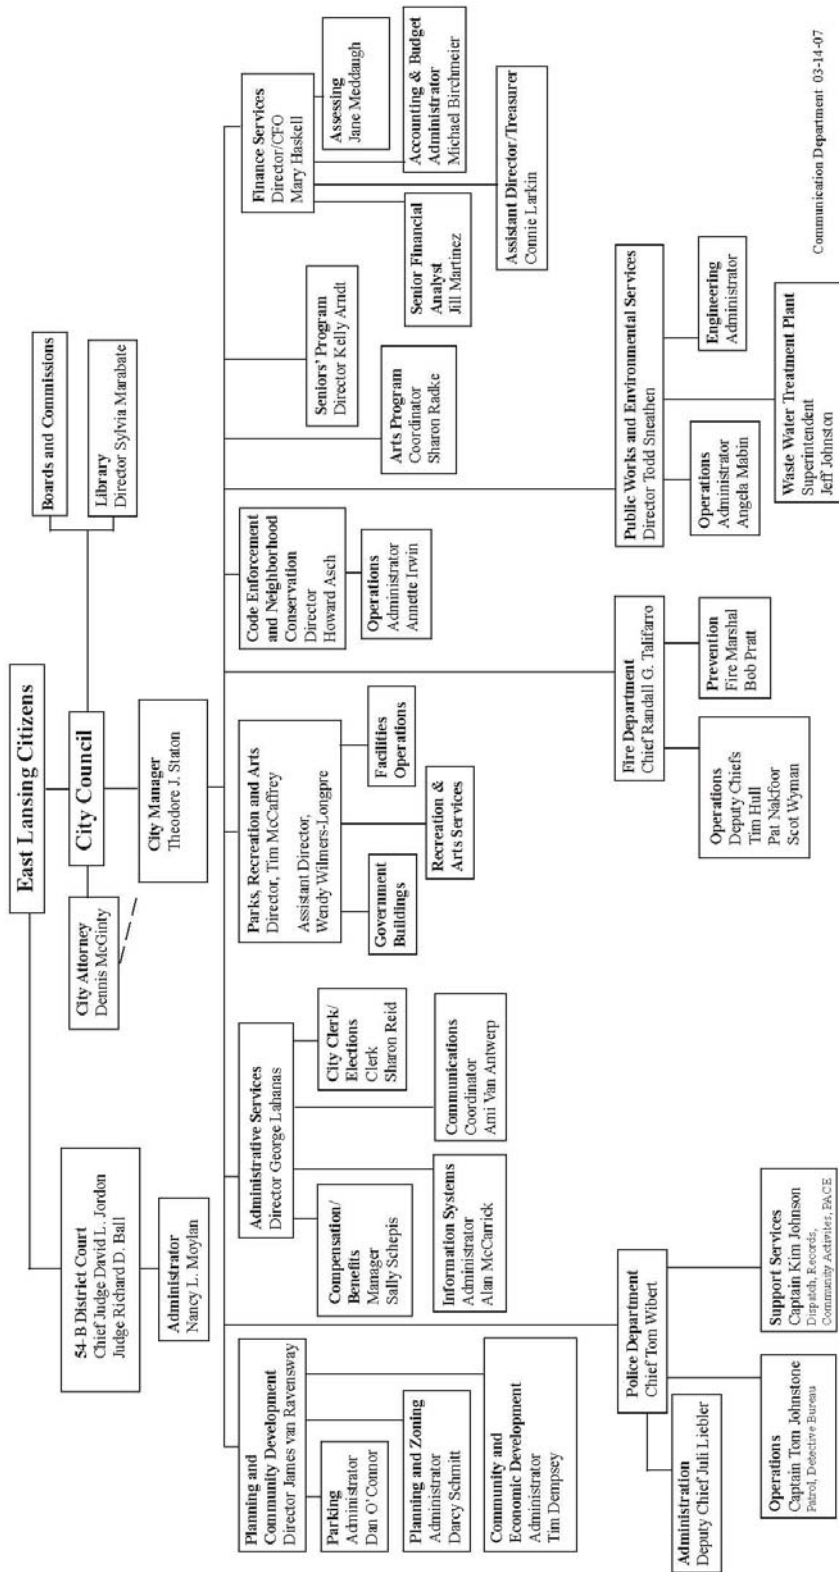 East Lansing Citizens
City Council
Boards and Commissions
Library
Director Sylvia Marabate
City Attorney
Dennis McGinty
City Manager
Theodore J. Staton
54-B District Court
Chief Judge David L. Jordon
Judge Richard D. Ball
Administrator
Nancy L. Moylan
Planning and
Community Development
Director James van Ravensway
Parking
Administrator
Dan O'Connor
Planning and Zoning
Administrator
Darcy Schmitt
Community and
Economic Development
Administrator
Tim Dempsey
Administrative Services
Director George Lahanas
Compensation/
Benefits
Manager
Sally Schepis
City Clerk/
Elections
Clerk
Sharon Reid
Information Systems
Administrator
Alan McCarrick
Communications
Coordinator
Ami Van Antwerp
Parks, Recreation and Arts
Director, Tim McCaffrey
Assistant Director,
Wendy Wilmers-Longpre
Government
Buildings
Facilities
Operations
Recreation &
Arts Services
Code Enforcement
and Neighborhood
Conservation
Director
Howard Asch
Operations
Administrator
Annette Irwin
Seniors' Program
Director Kelly Arndt
Arts Program
Coordinator
Sharon Radke
Finance Services
Director/CFO
Mary Haskell
Assessing
Jane Meddaugh
Accounting & Budget
Administrator
Michael Birchmeier
Senior Financial
Analyst
Jill Martinez
Assistant Director/Treasurer
Connie Larkin
Police Department
Chief Tom Wibert
Administration
Deputy Chief Juli Liebler
Operations
Captain Tom Johnstone
Patrol, Detective Bureau
Support Services
Captain Kim Johnson
Dispatch, Records,
Community Activites, PACE
Fire Department
Chief Randall G. Talifarro
Operations
Deputy Chiefs
Tim Hull
Pat Nakfoor
Scot Wyman
Prevention
Fire Marshal
Bob Pratt
Public Works and Environmental Services
Director Todd Sneathen
Operations
Administrator
Angela Mabin
Engineering
Administrator
Waste Water Treatment Plant
Superintendent
Jeff Johnston
Communication Department 03-14-07